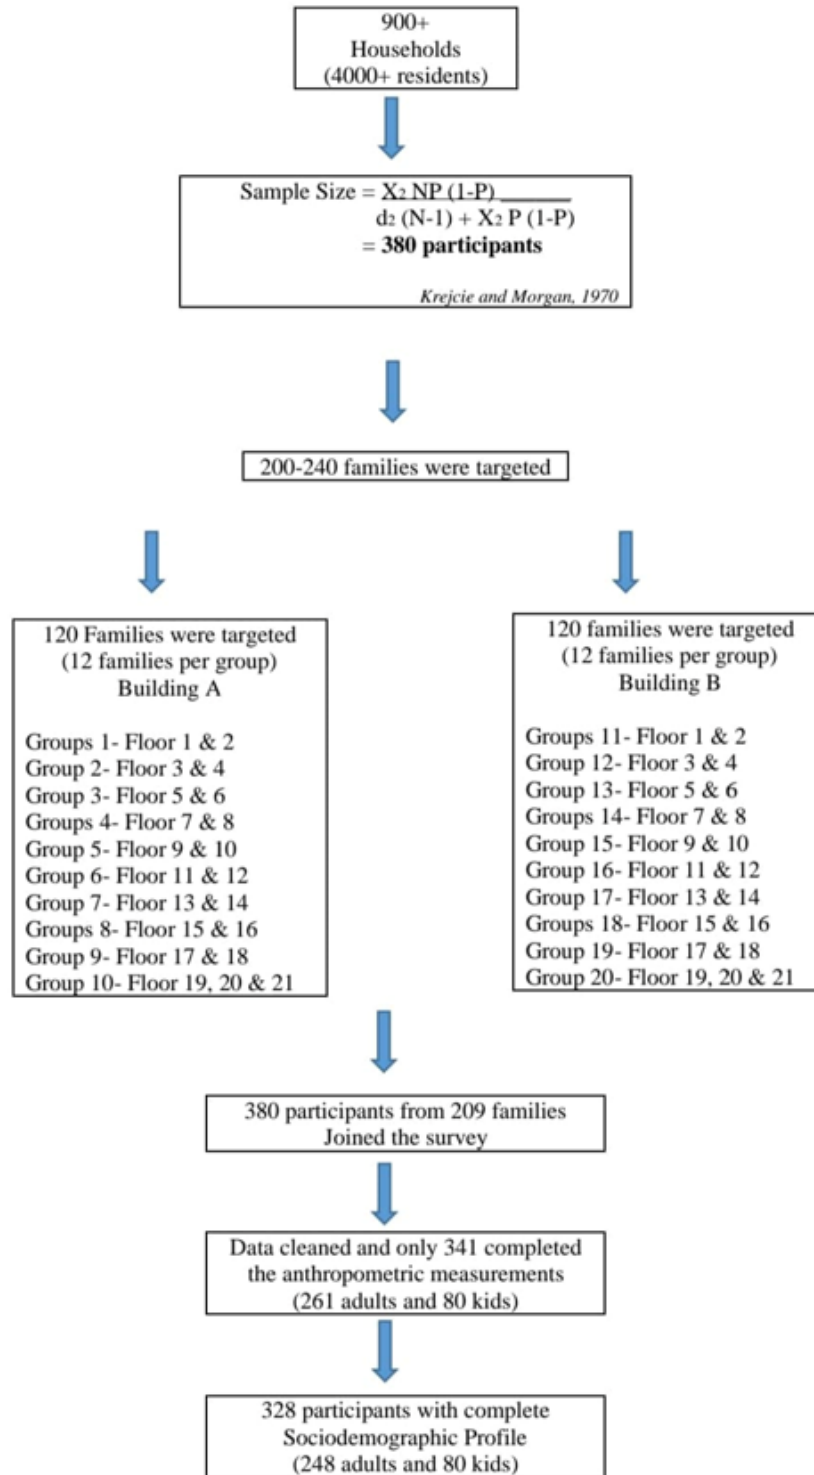 900+
Households
(4000+ residents)
Sample Size = X2 NP (1-P)
d2 (N-1) + X2 P (1-P)
= 380 participants
Krejcie and Morgan, 1970
200-240 families were targeted
120 Families were targeted
(12 families per group)
Building A
Groups 1- Floor 1 & 2
Group 2- Floor 3 & 4
Group 3- Floor 5 & 6
Groups 4- Floor 7 & 8
Group 5- Floor 9 & 10
Group 6- Floor 11 & 12
Group 7- Floor 13 & 14
Groups 8- Floor 15 & 16
Group 9- Floor 17 & 18
Group 10- Floor 19, 20 & 21
120 families were targeted
(12 families per group)
Building B
Groups 11- Floor 1 & 2
Group 12- Floor 3 & 4
Group 13- Floor 5 & 6
Groups 14- Floor 7 & 8
Group 15- Floor 9 & 10
Group 16- Floor 11 & 12
Group 17- Floor 13 & 14
Groups 18- Floor 15 & 16
Group 19- Floor 17 & 18
Group 20- Floor 19, 20 & 21
380 participants from 209 families
Joined the survey
Data cleaned and only 341 completed
the anthropometric measurements
(261 adults and 80 kids)
328 participants with complete
Sociodemographic Profile
(248 adults and 80 kids)